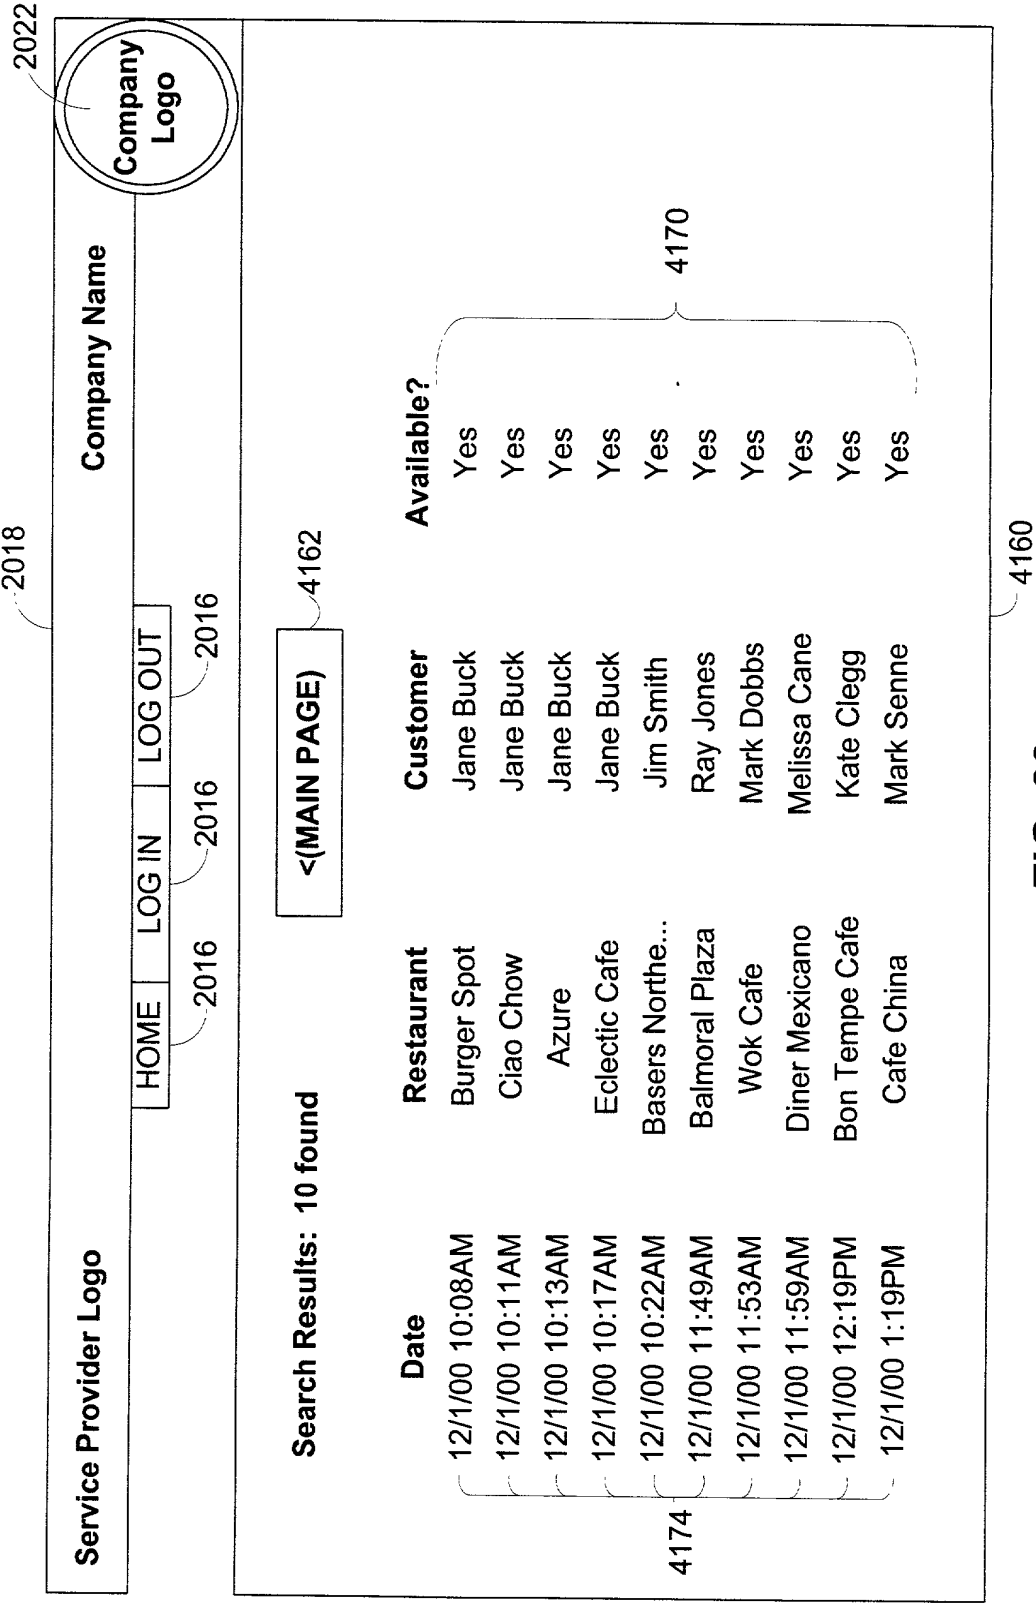 2018
2022
Service Provider Logo
Company Name
Company
Logo
HOME
LOG IN
LOG OUT
2016
2016
2016
Search Results: 10 found
<(MAIN PAGE)
4162
Date Restaurant Customer Available?
12/1/00 10:08AM Burger Spot Jane Buck Yes
12/1/00 10:11AM Ciao Chow Jane Buck Yes
12/1/00 10:13AM Azure Jane Buck Yes
12/1/00 10:17AM Eclectic Cafe Jane Buck Yes
12/1/00 10:22AM Basers Northe... Jim Smith Yes
12/1/00 11:49AM Balmoral Plaza Ray Jones Yes
12/1/00 11:53AM Wok Cafe Mark Dobbs Yes
12/1/00 11:59AM Diner Mexicano Melissa Cane Yes
12/1/00 12:19PM Bon Tempe Cafe Kate Clegg Yes
12/1/00 1:19PM Cafe China Mark Senne Yes
4174
4170
4160